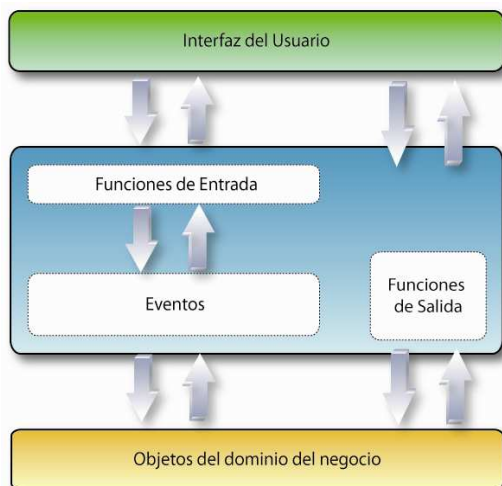 Interfaz del Usuario
Funciones de Entrada
Eventos
Funciones
de Salida
Objetos del dominio del negocio